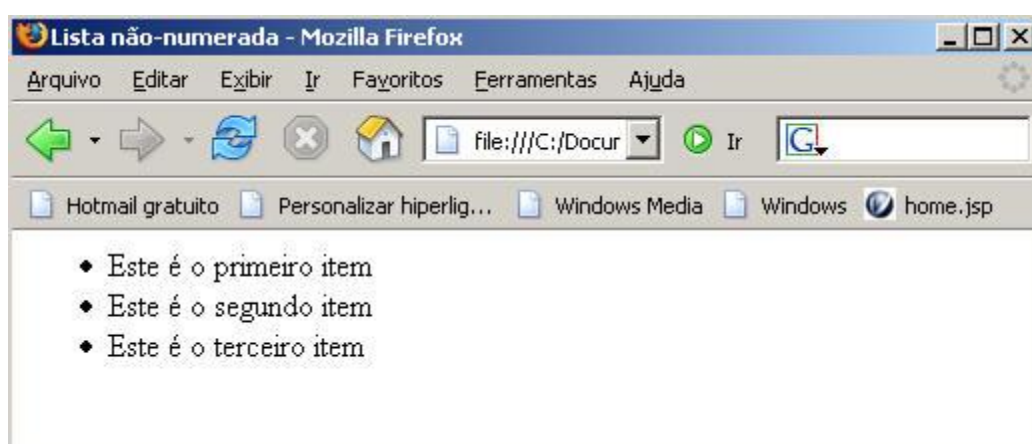 Lista não-numerada - Mozilla Firefox
Arquivo Editar Exibir Ir Favoritos Ferramentas Ajuda
file:///C:/Docur Ir G
Hotmail gratuito Personalizar hiperlig... Windows Media Windows home.jsp
• Este é o primeiro item
• Este é o segundo item
• Este é o terceiro item